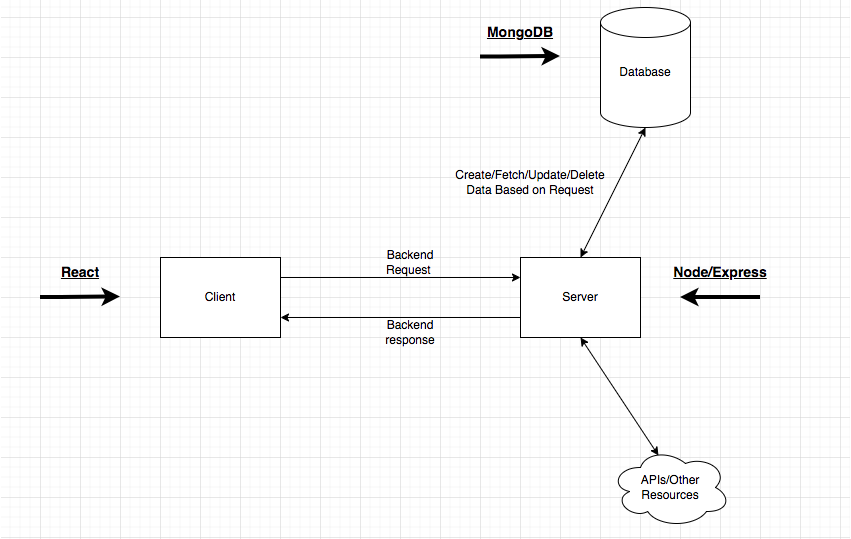 MongoDB
Database
Create/Fetch/Update/Delete
Data Based on Request
Backend
Request
React
Client
Server
Node/Express
Backend
response
APIs/Other
Resources